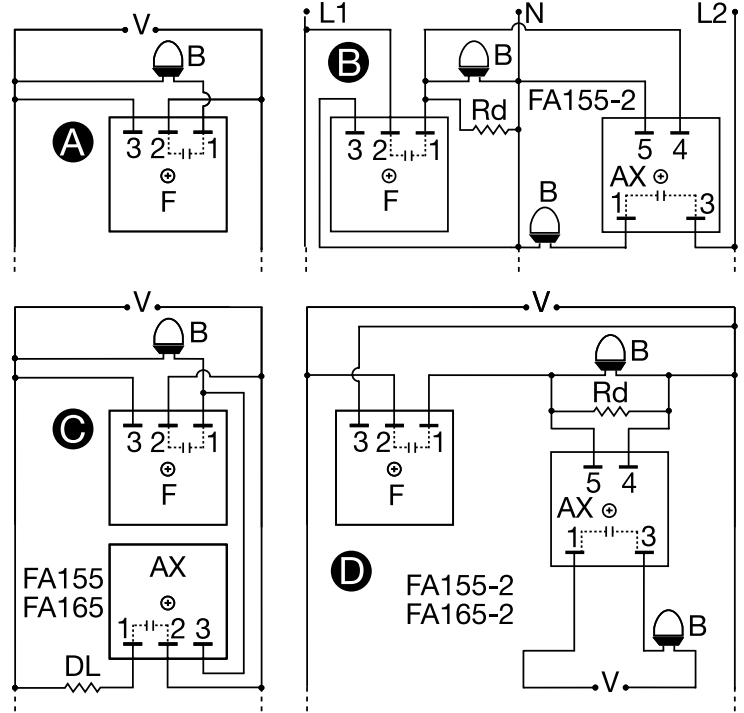 V
B
A
3 2 1
F
L1 N L2
B
B
Rd
FA155-2
3 2 1
F
5 4
AX
1 3
B
V
B
C
3 2 1
F
FA155
FA165
AX
1 2 3
DL
V
B
Rd
3 2 1
F
5 4
AX
1 3
D
FA155-2
FA165-2
B
V